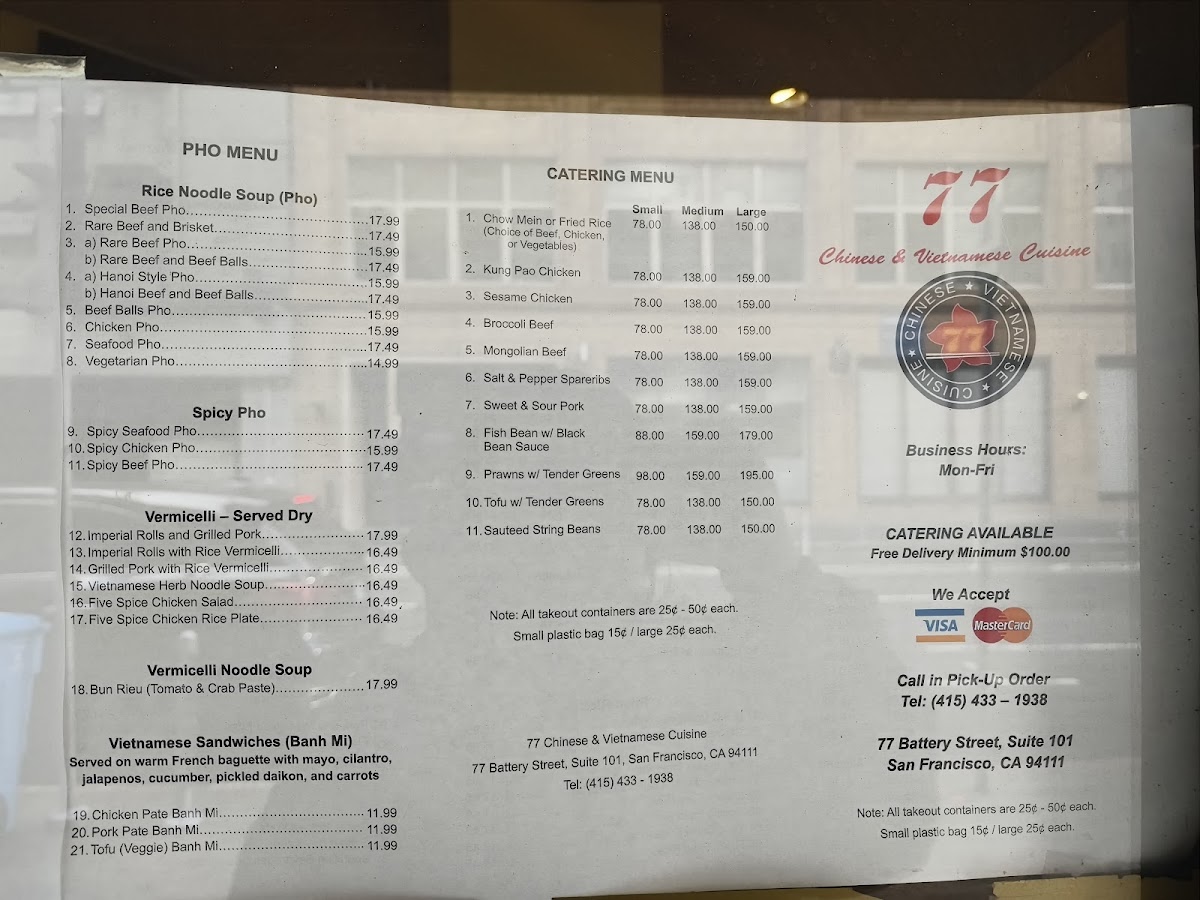 PHO MENU
Rice Noodle Soup (Pho)
1. Special Beef Pho..........17.99
2. Rare Beef and Brisket..........17.49
3. a) Rare Beef Pho..........15.99
b) Rare Beef and Beef Balls..........17.49
4. a) Hanoi Style Pho..........15.99
b) Hanoi Beef and Beef Balls..........17.49
5. Beef Balls Pho..........15.99
6. Chicken Pho..........15.99
7. Seafood Pho..........17.49
8. Vegetarian Pho..........14.99
Spicy Pho
9. Spicy Seafood Pho..........17.49
10. Spicy Chicken Pho..........15.99
11. Spicy Beef Pho..........17.49
Vermicelli – Served Dry
12. Imperial Rolls and Grilled Pork..........17.99
13. Imperial Rolls with Rice Vermicelli..........16.49
14. Grilled Pork with Rice Vermicelli..........16.49
15. Vietnamese Herb Noodle Soup..........16.49
16. Five Spice Chicken Salad..........16.49
17. Five Spice Chicken Rice Plate..........16.49
Vermicelli Noodle Soup
18. Bun Rieu (Tomato & Crab Paste)..........17.99
Vietnamese Sandwiches (Banh Mi)
Served on warm French baguette with mayo, cilantro,
jalapenos, cucumber, pickled daikon, and carrots
19. Chicken Pate Banh Mi..........11.99
20. Pork Pate Banh Mi..........11.99
21. Tofu (Veggie) Banh Mi..........11.99
CATERING MENU
Small Medium Large
1. Chow Mein or Fried Rice 78.00 138.00 150.00
(Choice of Beef, Chicken,
or Vegetables)
2. Kung Pao Chicken 78.00 138.00 159.00
3. Sesame Chicken 78.00 138.00 159.00
4. Broccoli Beef 78.00 138.00 159.00
5. Mongolian Beef 78.00 138.00 159.00
6. Salt & Pepper Spareribs 78.00 138.00 159.00
7. Sweet & Sour Pork 78.00 138.00 159.00
8. Fish Bean w/ Black 88.00 159.00 179.00
Bean Sauce
9. Prawns w/ Tender Greens 98.00 159.00 195.00
10. Tofu w/ Tender Greens 78.00 138.00 150.00
11. Sauteed String Beans 78.00 138.00 150.00
Note: All takeout containers are 25¢ - 50¢ each.
Small plastic bag 15¢ / large 25¢ each.
77 Chinese & Vietnamese Cuisine
77 Battery Street, Suite 101, San Francisco, CA 94111
Tel: (415) 433 - 1938
77
Chinese & Vietnamese Cuisine
CHINESE ★ VIETNAMESE ★ CUISINE ★
77
Business Hours:
Mon-Fri
CATERING AVAILABLE
Free Delivery Minimum $100.00
We Accept
VISA MasterCard
Call in Pick-Up Order
Tel: (415) 433 – 1938
77 Battery Street, Suite 101
San Francisco, CA 94111
Note: All takeout containers are 25¢ - 50¢ each.
Small plastic bag 15¢ / large 25¢ each.